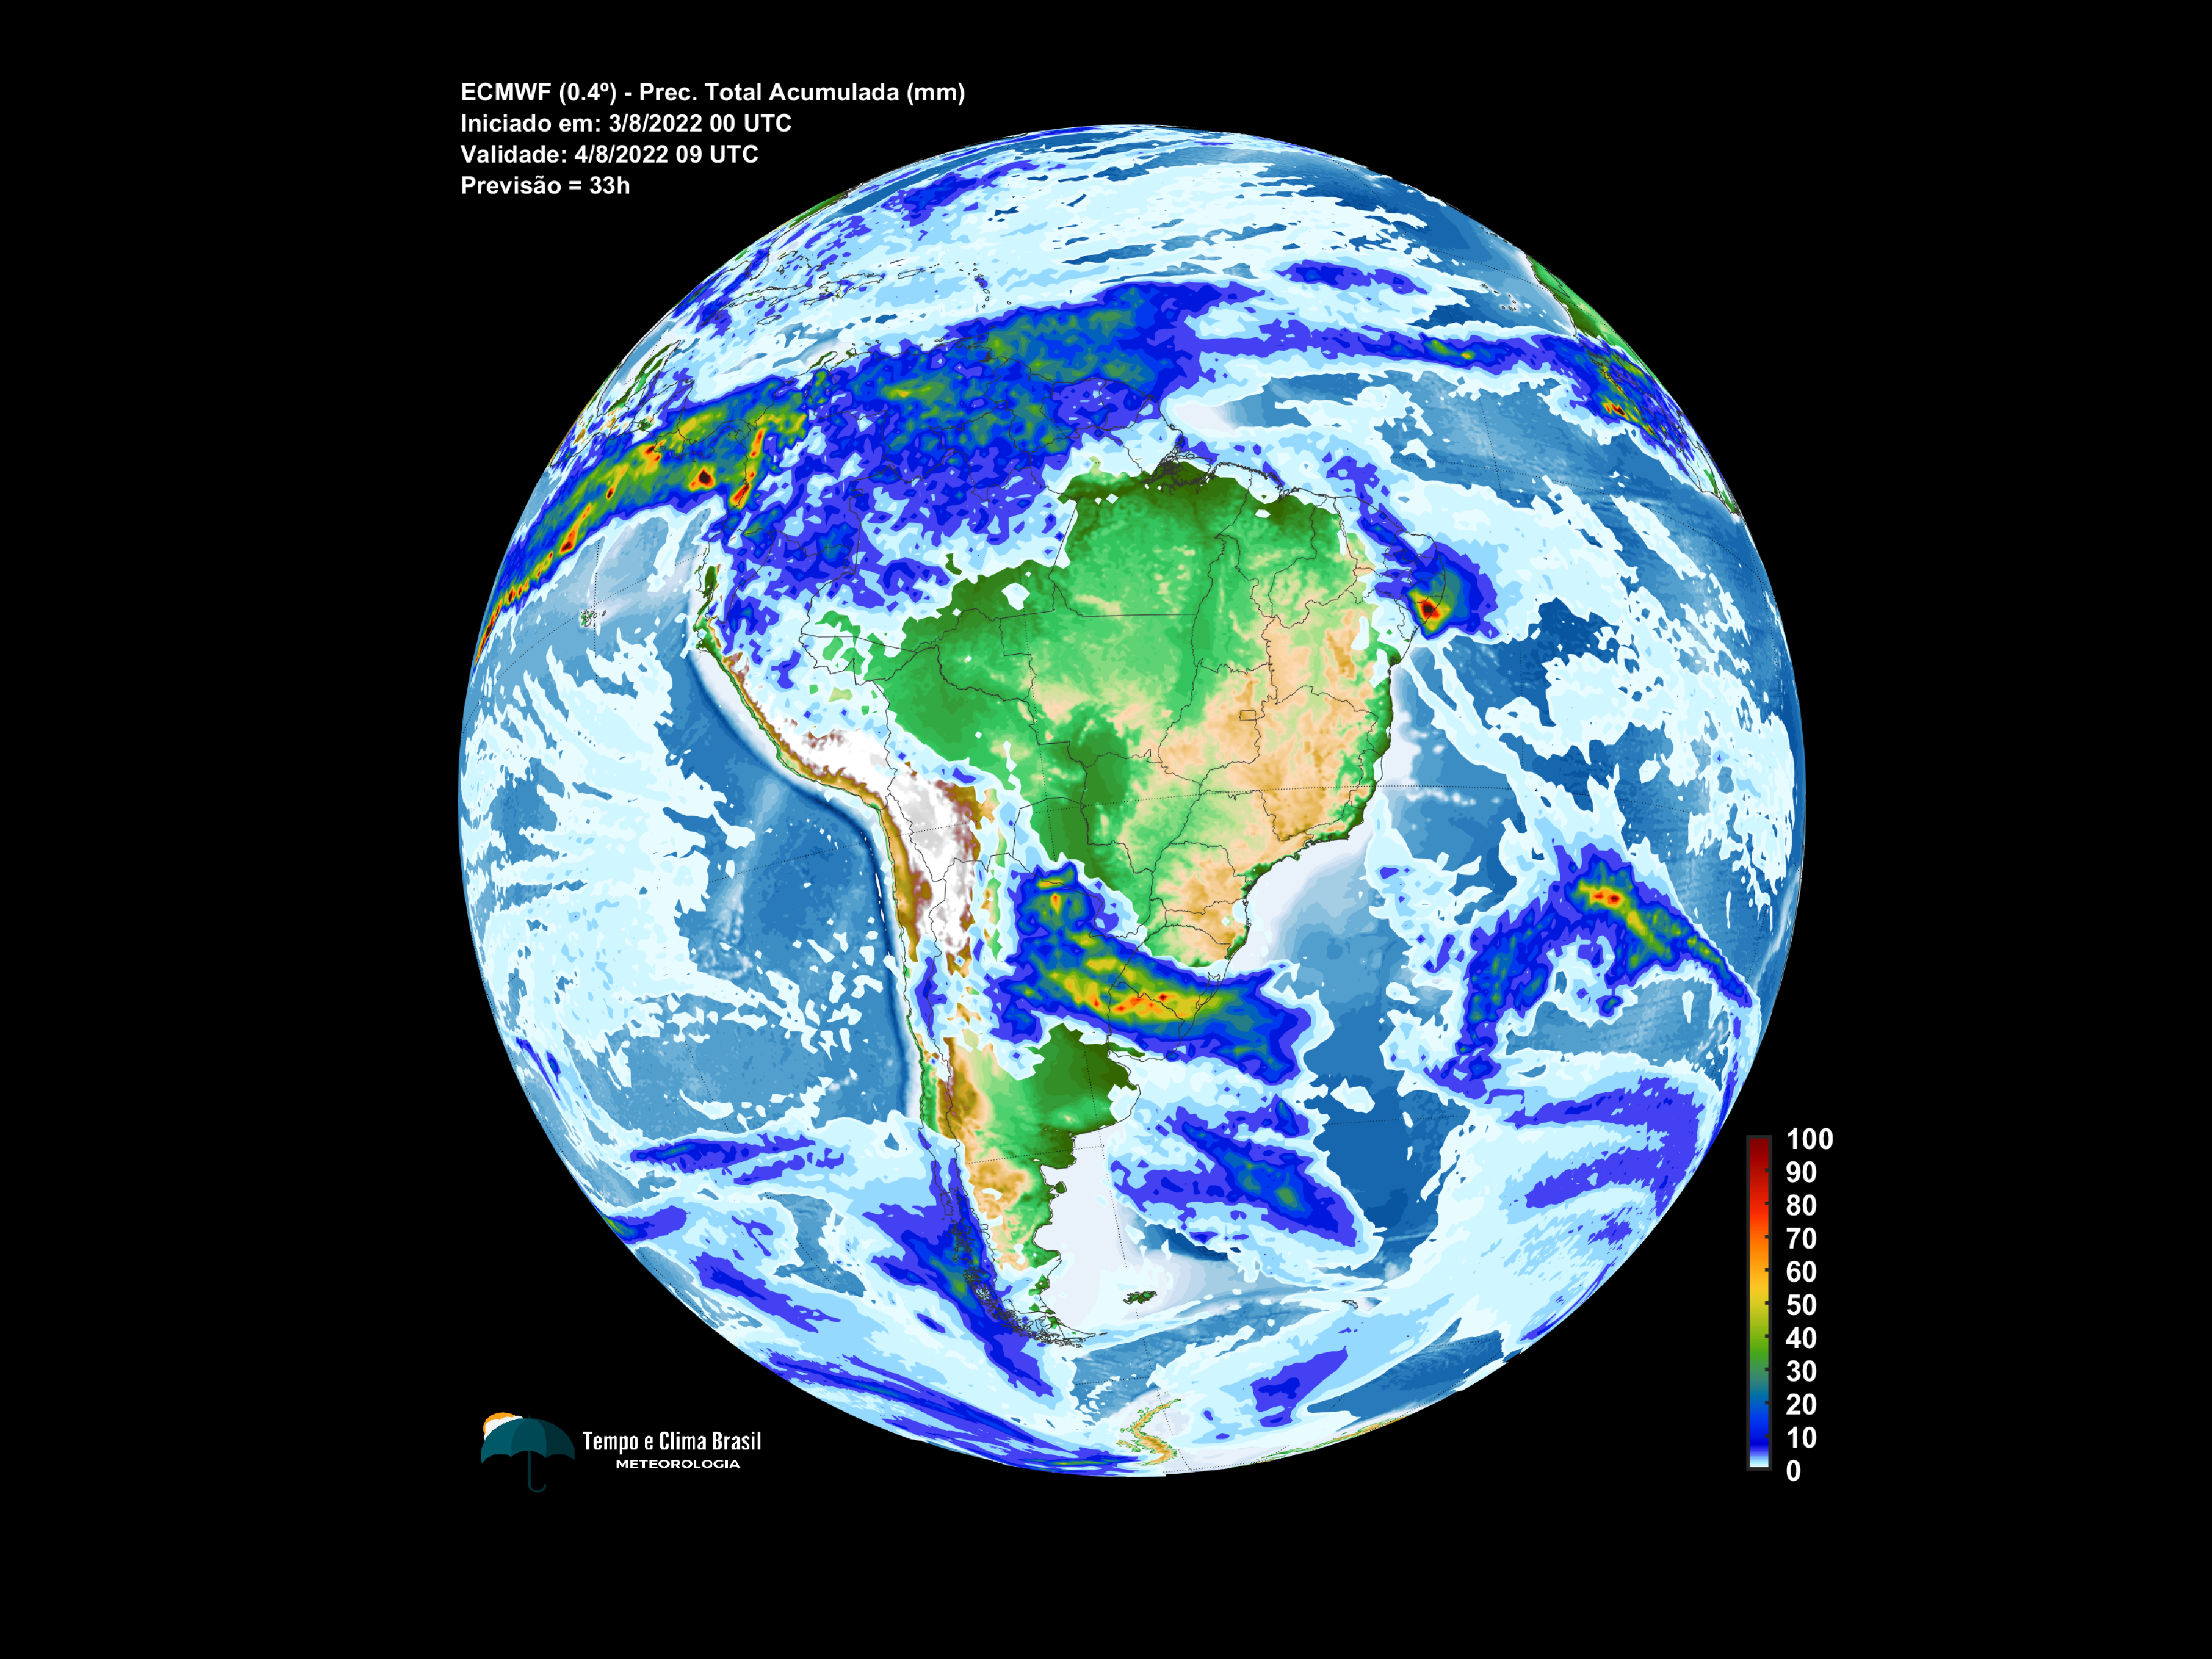 ECMWF (0.4º) - Prec. Total Acumulada (mm)
Iniciado em: 3/8/2022 00 UTC
Validade: 4/8/2022 09 UTC
Previsão = 33h
100
90
80
70
60
50
40
30
20
10
0
Tempo e Clima Brasil
METEOROLOGIA